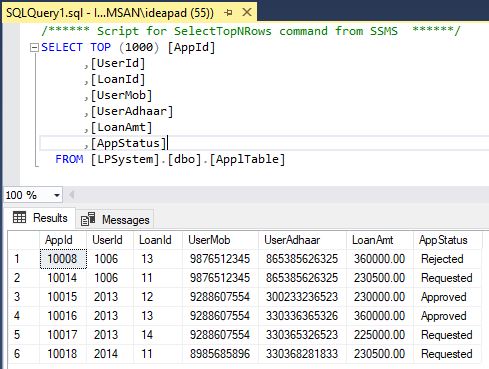 SQLQuery1.sql - l...MSAN\ideapad (55))
/****** Script for SelectTopNRows command from SSMS ******/
SELECT TOP (1000) [AppId]
,[UserId]
,[LoanId]
,[UserMob]
,[UserAdhaar]
,[LoanAmt]
,[AppStatus]
FROM [LPSystem].[dbo].[ApplTable]
100 %
Results Messages
AppId UserId LoanId UserMob UserAdhaar LoanAmt AppStatus
1 10008 1006 13 9876512345 865385626325 360000.00 Rejected
2 10014 1006 11 9876512345 865385626325 230500.00 Requested
3 10015 2013 12 9288607554 300233236523 230000.00 Approved
4 10016 2013 13 9288607554 330336365326 360000.00 Approved
5 10017 2013 14 9288607554 330365326523 225000.00 Requested
6 10018 2014 11 8985685896 330368281833 230500.00 Requested